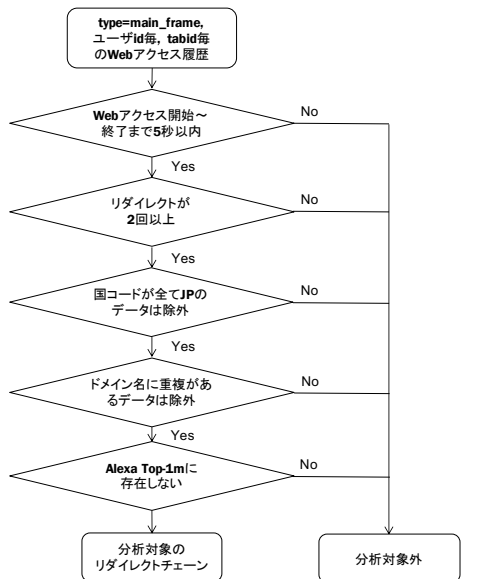 type=main_frame,
ユーザid毎, tabid毎
のWebアクセス履歴
Webアクセス開始～
終了まで5秒以内
No
Yes
リダイレクトが
2回以上
No
Yes
国コードが全てJPの
データは除外
No
Yes
ドメイン名に重複があ
るデータは除外
No
Yes
Alexa Top-1mに
存在しない
No
分析対象の
リダイレクトチェーン
分析対象外